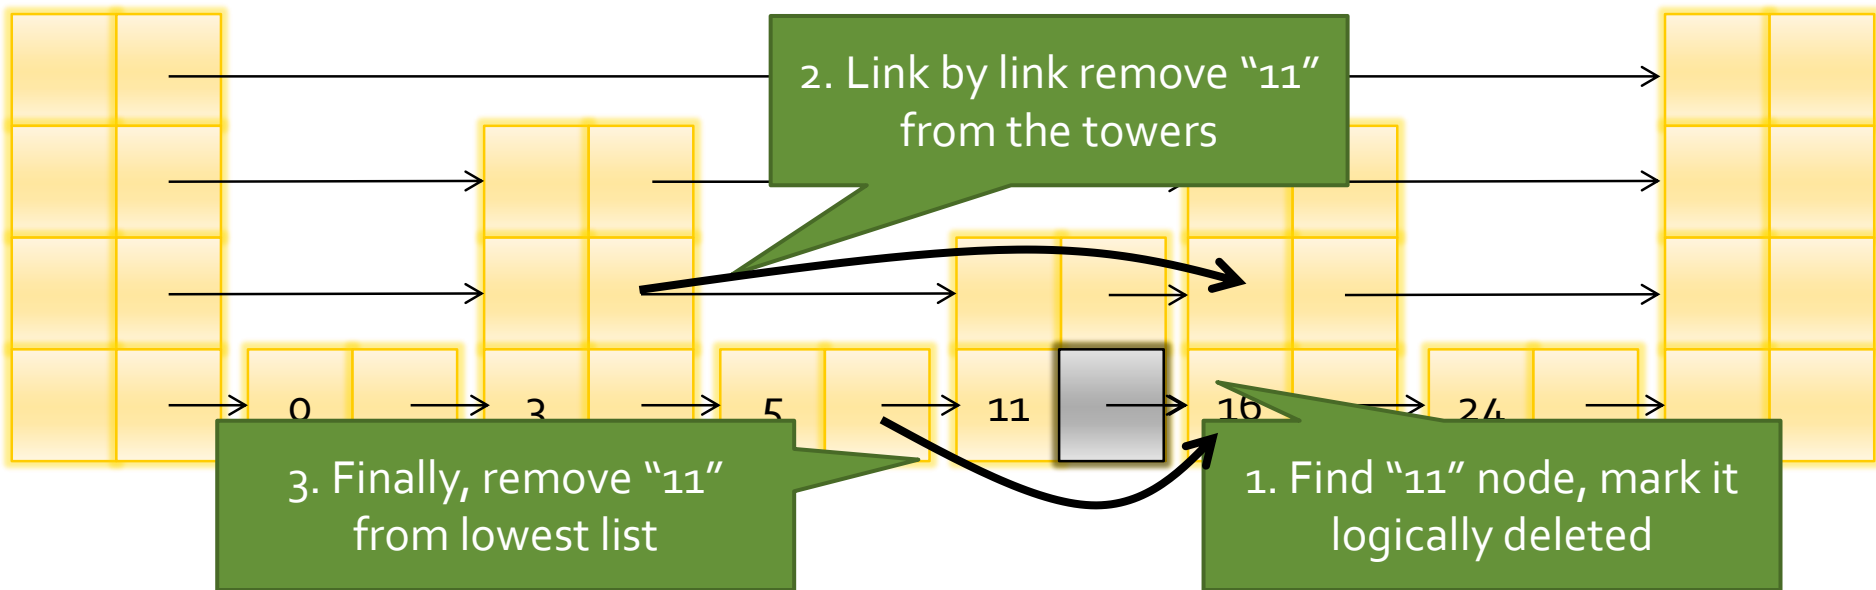 2. Link by link remove “11”
from the towers
0 3 5 11 16 24
3. Finally, remove “11”
from lowest list
1. Find “11” node, mark it
logically deleted